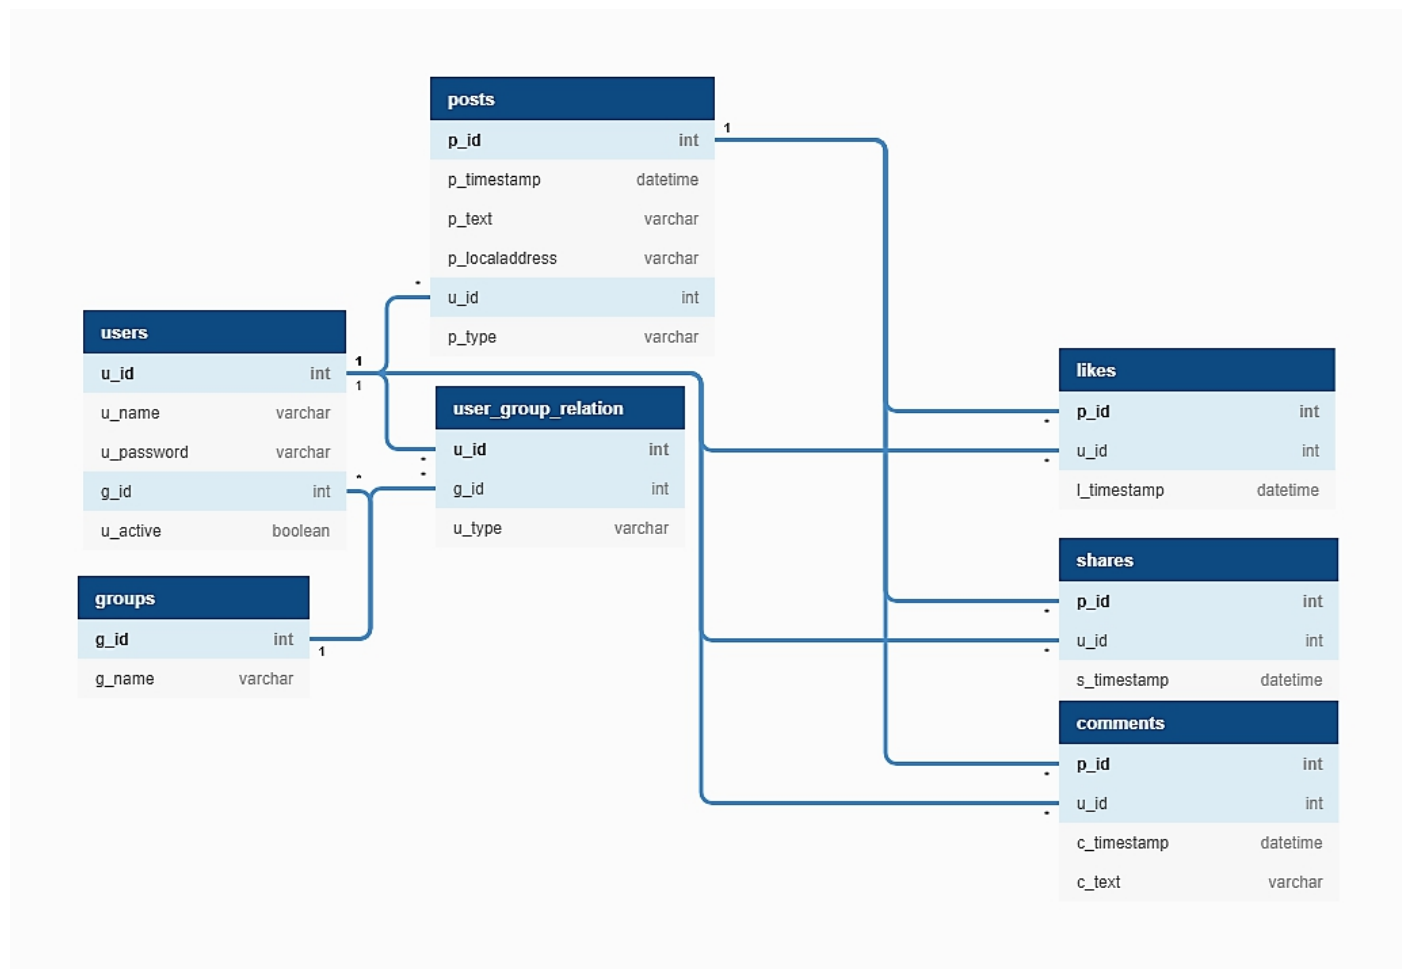 posts
p_id int
p_timestamp datetime
p_text varchar
p_localaddress varchar
u_id int
p_type varchar
1
*
users
u_id int
u_name varchar
u_password varchar
g_id int
u_active boolean
1
1
*
user_group_relation
u_id int
g_id int
u_type varchar
*
*
groups
g_id int
g_name varchar
1
likes
p_id int
u_id int
l_timestamp datetime
*
*
shares
p_id int
u_id int
s_timestamp datetime
*
*
comments
p_id int
u_id int
c_timestamp datetime
c_text varchar
*
*